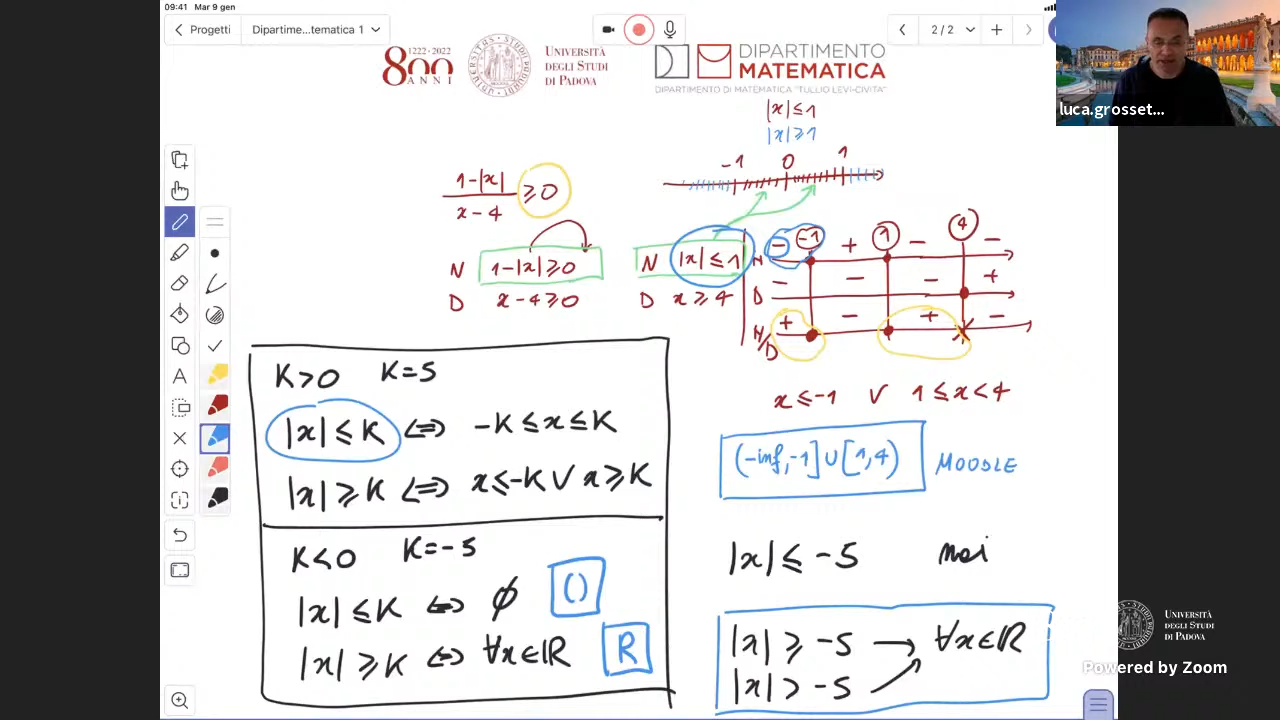 09:41 Mar 9 gen
Progetti
Dipartime...tematica 1
2/2
luca.grosset...
1222·2022
800
ANNI
UNIVERSITÀ
DEGLI STUDI
DI PADOVA
DIPARTIMENTO
MATEMATICA
DIPARTIMENTO DI MATEMATICA "TULLIO LEVI-CIVITA"
|x| ≤ 1
|x| ≥ 1
-1 0 1
1-|x|
x-4
≥ 0
N 1-|x| ≥ 0
D x-4 ≥ 0
N |x| ≤ 1
D x ≥ 4
-1 1 4
N - + - -
D - - - +
N/D + - + -
x ≤ -1 V 1 ≤ x < 4
(-inf,-1] U [1,4) MOODLE
K>0 K=5
|x| ≤ K ⇔ -K ≤ x ≤ K
|x| ≥ K ⇔ x ≤ -K V x ≥ K
K<0 K=-5
|x| ≤ K ⇔ ∅ ()
|x| ≥ K ⇔ ∀x∈ℝ R
|x| ≤ -5 mai
|x| ≥ -5 → ∀x∈ℝ
|x| > -5
UNIVERSITÀ
DEGLI STUDI
DI PADOVA
Powered by Zoom